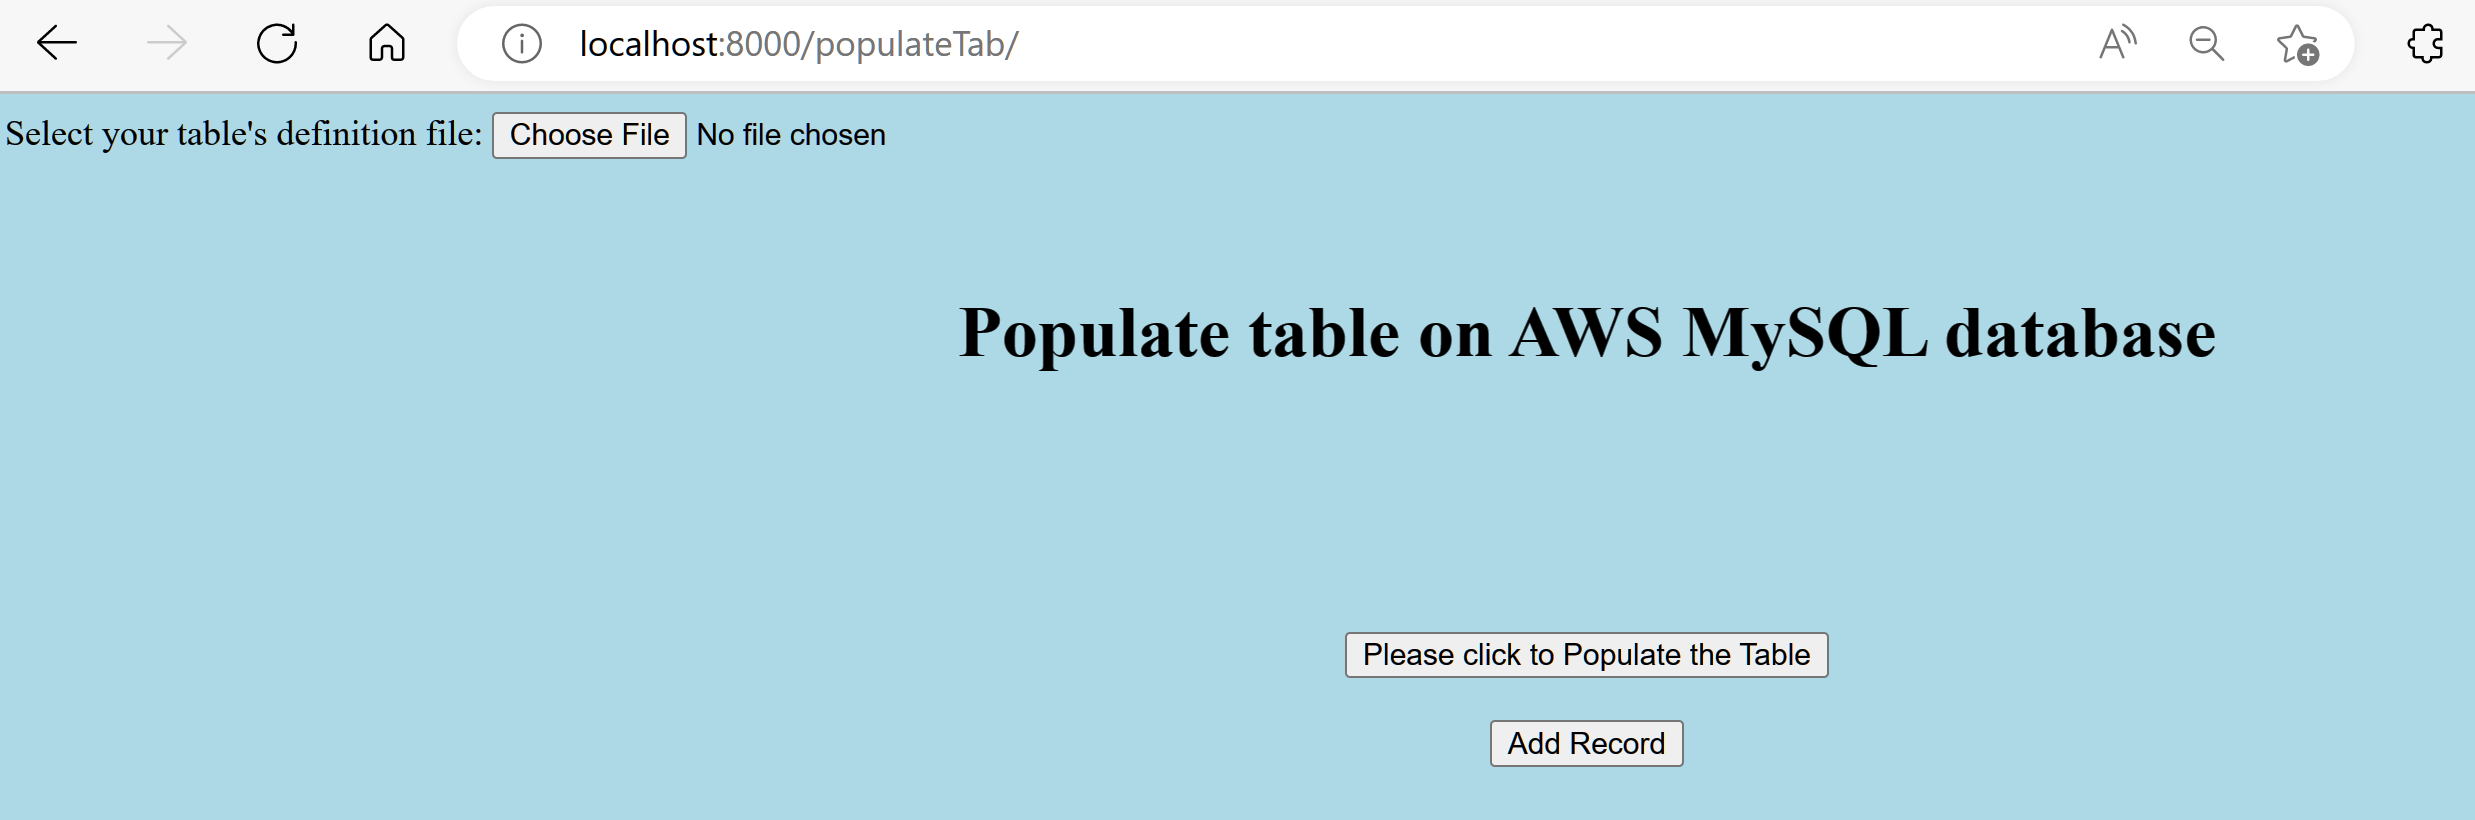 localhost:8000/populateTab/
Select your table's definition file: Choose File No file chosen
Populate table on AWS MySQL database
Please click to Populate the Table
Add Record